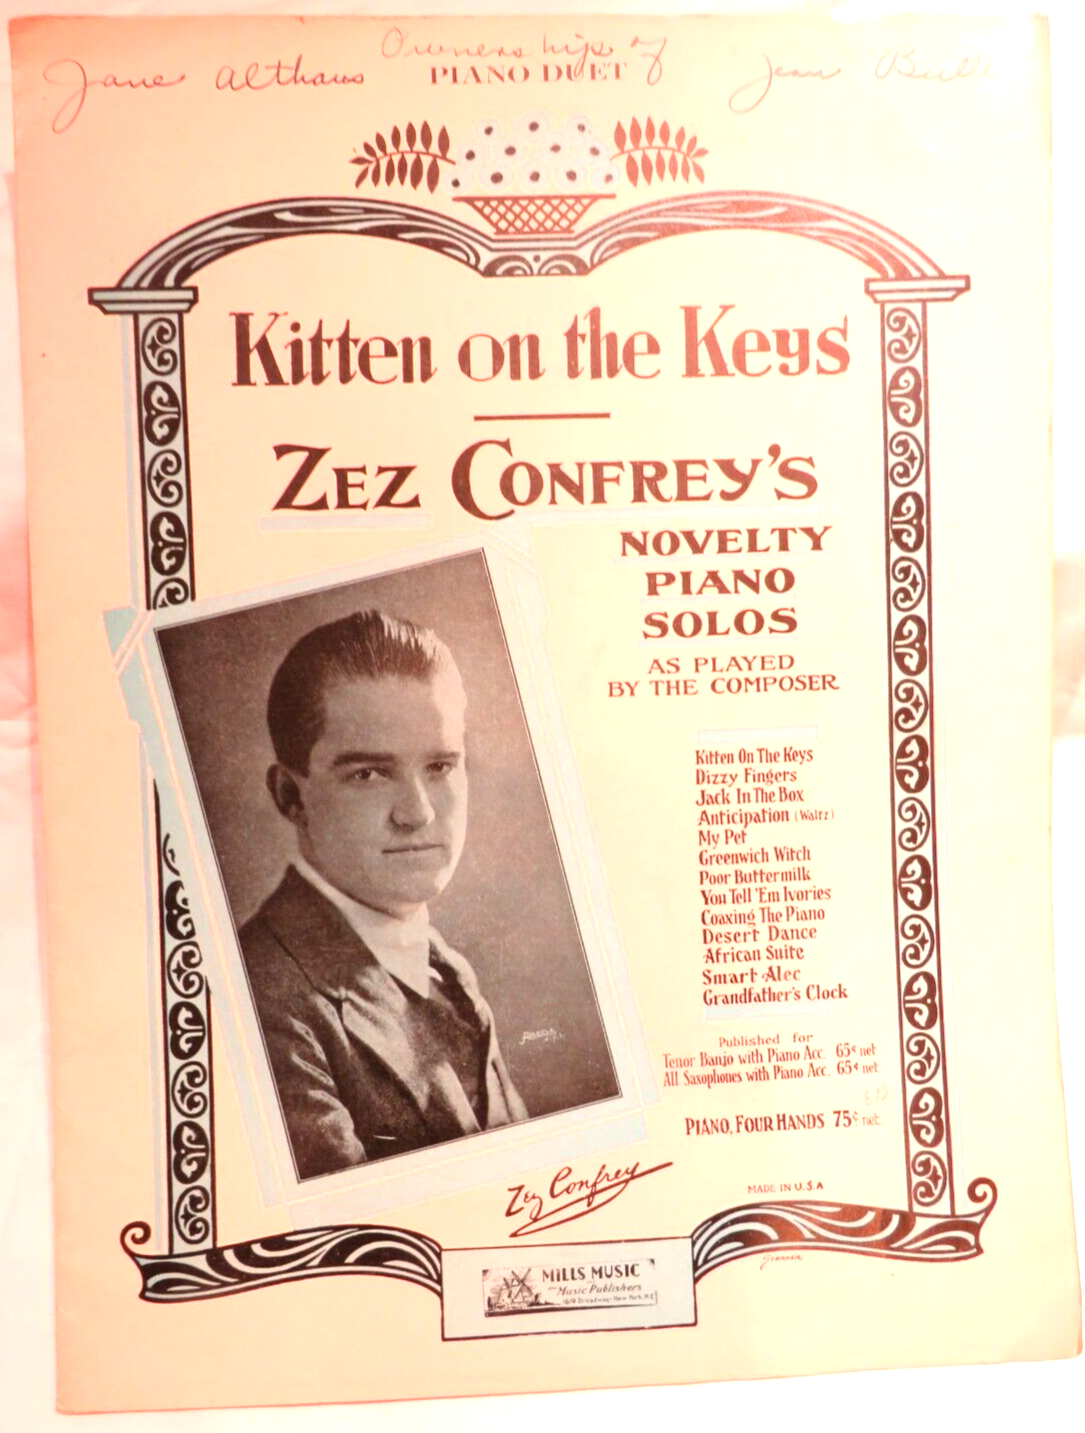 Ownership of
Jane Althaus
PIANO DUET
Jean
Kitten on the Keys
ZEZ CONFREY'S
NOVELTY
PIANO
SOLOS
AS PLAYED
BY THE COMPOSER
Kitten On The Keys
Dizzy Fingers
Jack In The Box
Anticipation (Waltz)
My Pet
Greenwich Witch
Poor Buttermilk
You Tell 'Em Ivories
Coaxing The Piano
Desert Dance
African Suite
Smart Alec
Grandfather's Clock
Published for
Tenor Banjo with Piano Acc. 65¢ net
All Saxophones with Piano Acc. 65¢ net
PIANO, FOUR HANDS 75¢ net
Zez Confrey
MADE IN U.S.A
MILLS MUSIC
Music Publishers
1619 Broadway-New York N.Y.